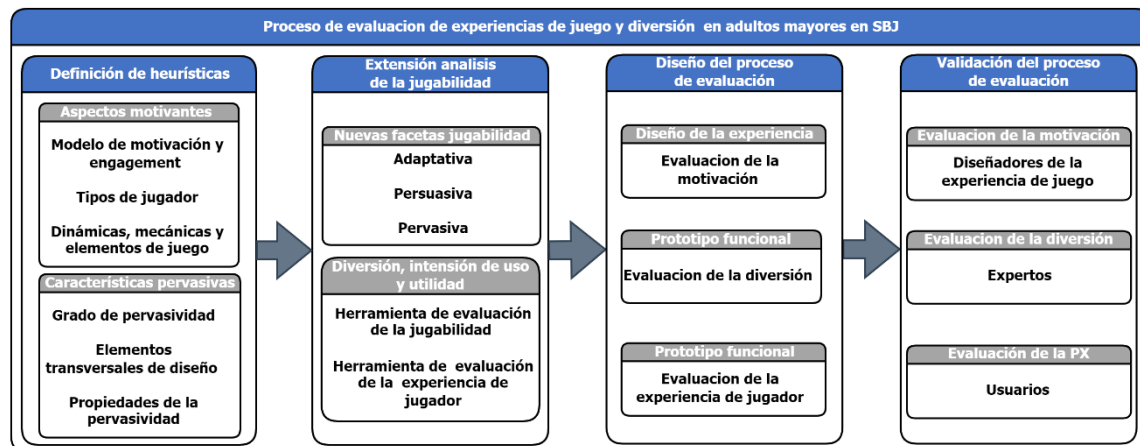 Proceso de evaluacion de experiencias de juego y diversión en adultos mayores en SBJ
Definición de heurísticas
Aspectos motivantes
Modelo de motivación y
engagement
Tipos de jugador
Dinámicas, mecánicas y
elementos de juego
Características pervasivas
Grado de pervasividad
Elementos
transversales de diseño
Propiedades de la
pervasividad
Extensión analisis
de la jugabilidad
Nuevas facetas jugabilidad
Adaptativa
Persuasiva
Pervasiva
Diversión, intensión de uso
y utilidad
Herramienta de evaluación
de la jugabilidad
Herramienta de evaluación
de la experiencia de
jugador
Diseño del proceso
de evaluación
Diseño de la experiencia
Evaluacion de la
motivación
Prototipo funcional
Evaluacion de la diversión
Prototipo funcional
Evaluacion de la
experiencia de jugador
Validación del proceso
de evaluación
Evaluacion de la motivación
Diseñadores de la
experiencia de juego
Evaluacion de la diversión
Expertos
Evaluación de la PX
Usuarios